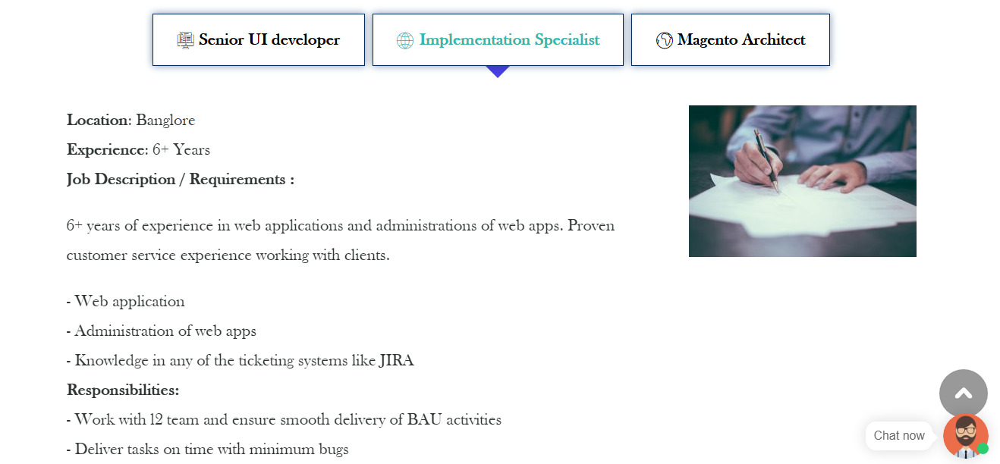 Senior UI developer
Implementation Specialist
Magento Architect
Location: Banglore
Experience: 6+ Years
Job Description / Requirements :
6+ years of experience in web applications and administrations of web apps. Proven
customer service experience working with clients.
- Web application
- Administration of web apps
- Knowledge in any of the ticketing systems like JIRA
Responsibilities:
- Work with l2 team and ensure smooth delivery of BAU activities
- Deliver tasks on time with minimum bugs
Chat now